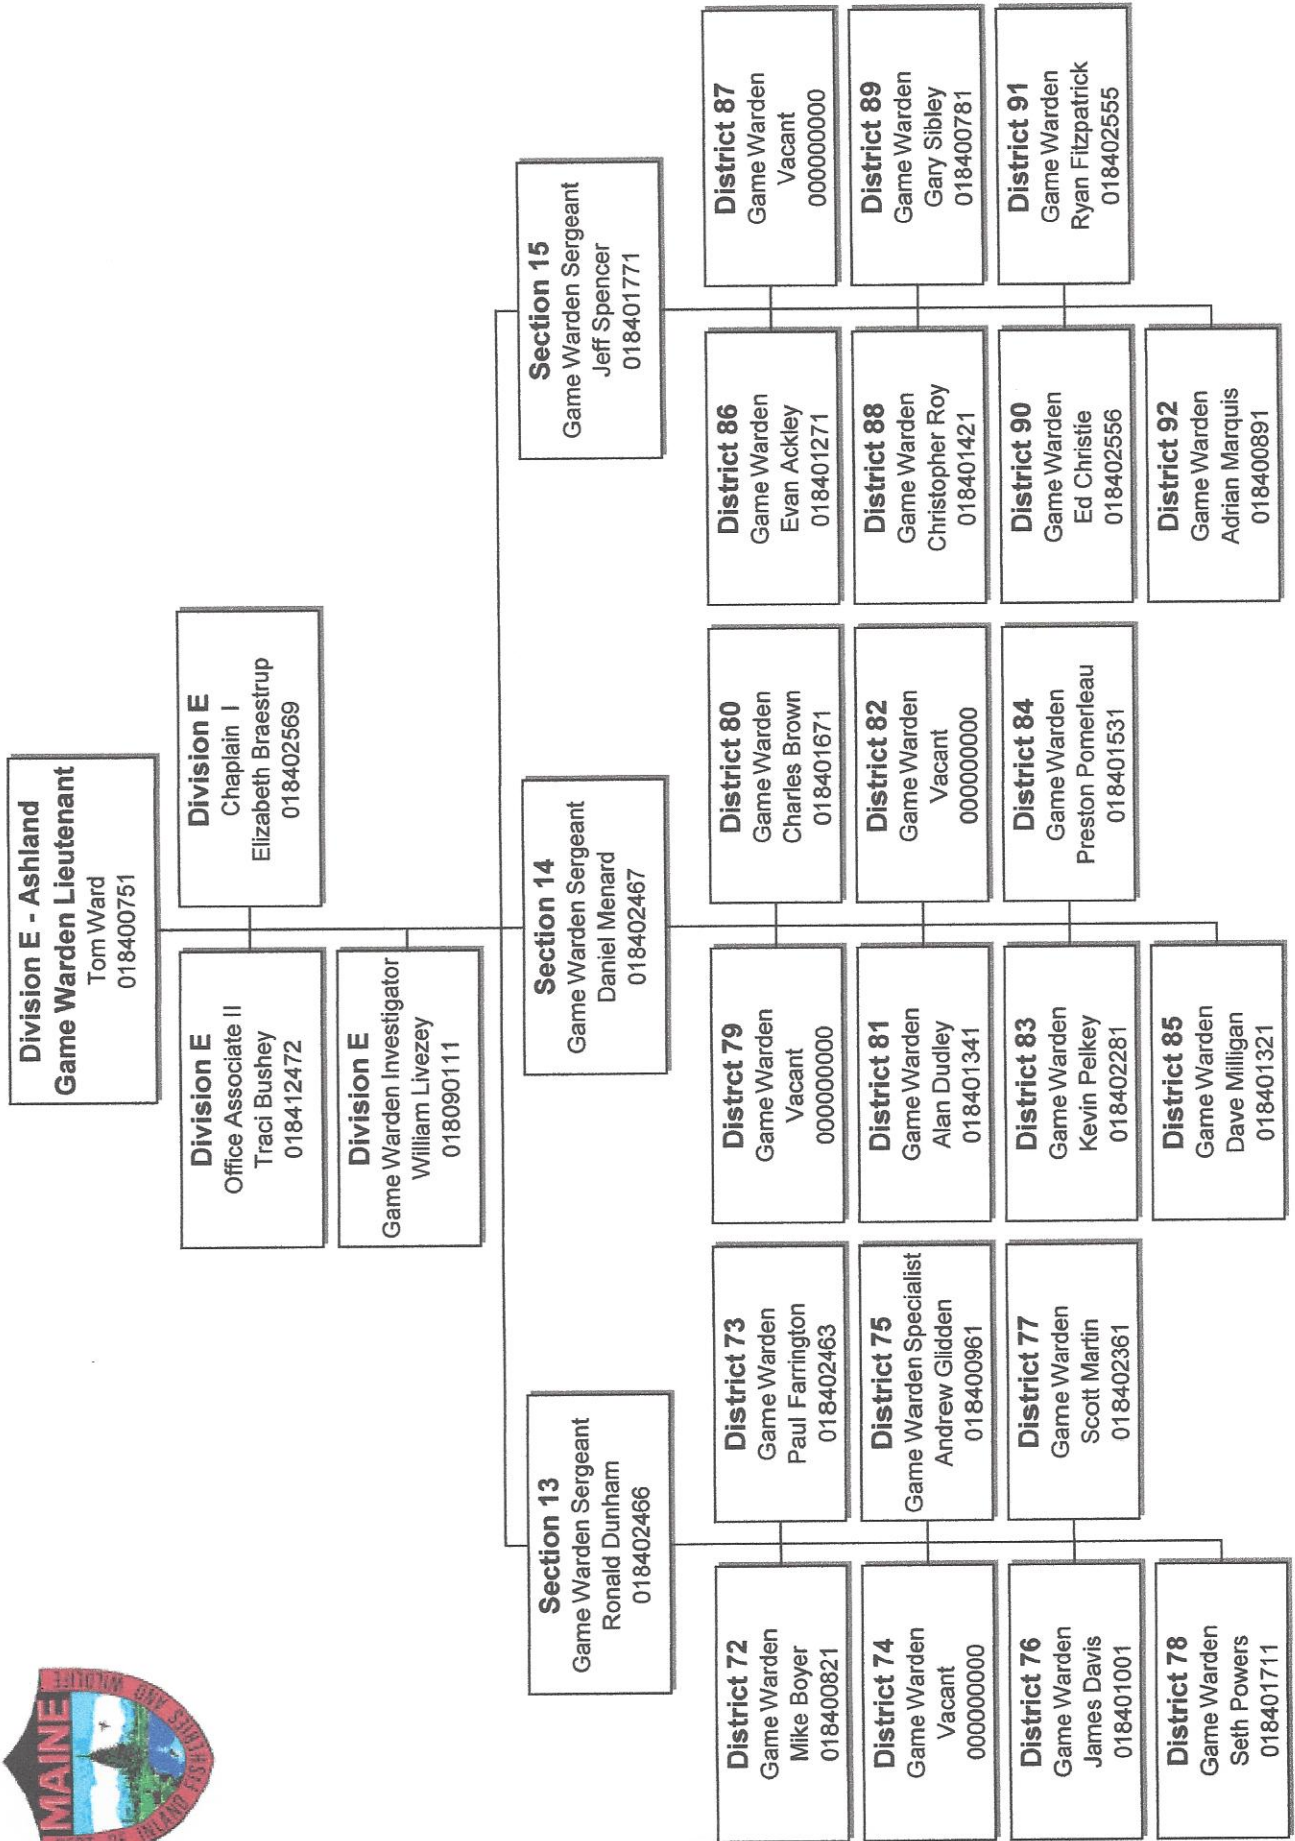 MAINE
INLAND FISHERIES AND WILDLIFE
Division E - Ashland
Game Warden Lieutenant
Tom Ward
018400751
Division E
Office Associate II
Traci Bushey
018412472
Division E
Chaplain I
Elizabeth Braestrup
018402569
Division E
Game Warden Investigator
William Livezey
018090111
Section 13
Game Warden Sergeant
Ronald Dunham
018402466
Section 14
Game Warden Sergeant
Daniel Menard
018402467
Section 15
Game Warden Sergeant
Jeff Spencer
018401771
District 72
Game Warden
Mike Boyer
018400821
District 73
Game Warden
Paul Farrington
018402463
District 74
Game Warden
Vacant
000000000
District 75
Game Warden Specialist
Andrew Glidden
018400961
District 76
Game Warden
James Davis
018401001
District 77
Game Warden
Scott Martin
018402361
District 78
Game Warden
Seth Powers
018401711
Distrct 79
Game Warden
Vacant
000000000
District 80
Game Warden
Charles Brown
018401671
District 81
Game Warden
Alan Dudley
018401341
District 82
Game Warden
Vacant
000000000
District 83
Game Warden
Kevin Pelkey
018402281
District 84
Game Warden
Preston Pomerleau
018401531
District 85
Game Warden
Dave Milligan
018401321
District 86
Game Warden
Evan Ackley
018401271
District 87
Game Warden
Vacant
000000000
District 88
Game Warden
Christopher Roy
018401421
District 89
Game Warden
Gary Sibley
018400781
District 90
Game Warden
Ed Christie
018402556
District 91
Game Warden
Ryan Fitzpatrick
018402555
District 92
Game Warden
Adrian Marquis
018400891